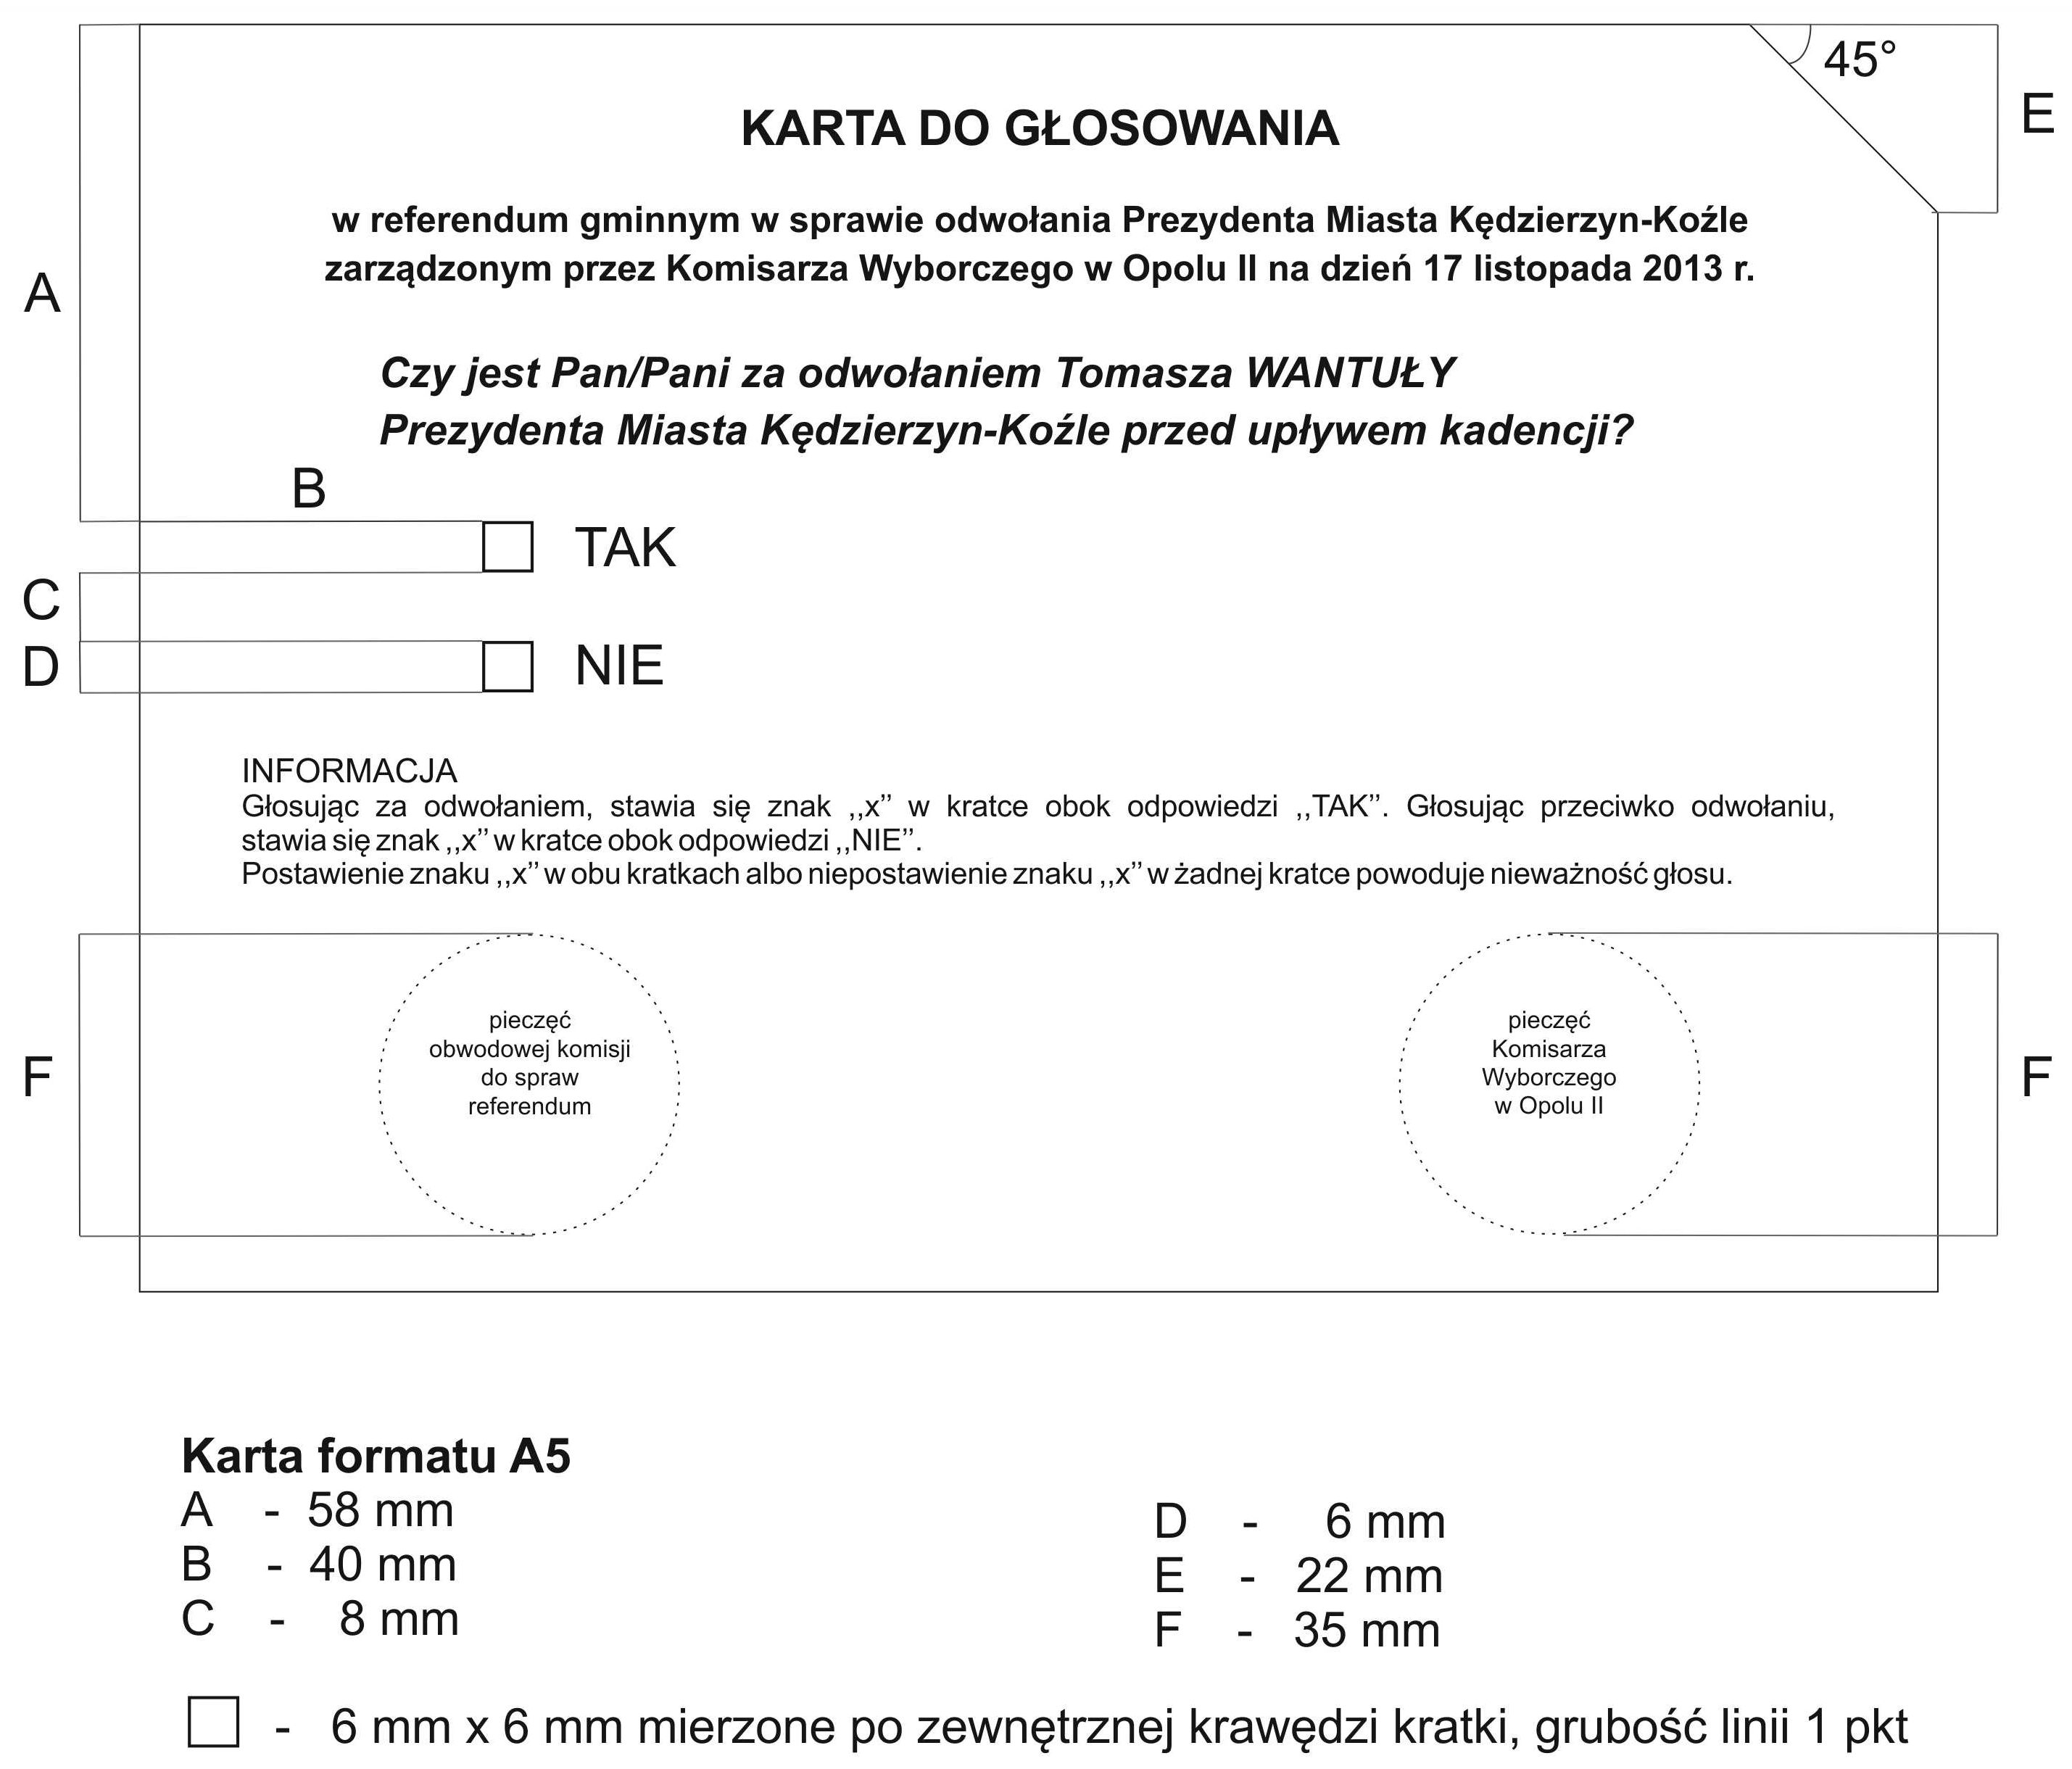 45°
E
KARTA DO GŁOSOWANIA
w referendum gminnym w sprawie odwołania Prezydenta Miasta Kędzierzyn-Koźle
zarządzonym przez Komisarza Wyborczego w Opolu II na dzień 17 listopada 2013 r.
A
Czy jest Pan/Pani za odwołaniem Tomasza WANTUŁY
Prezydenta Miasta Kędzierzyn-Koźle przed upływem kadencji?
B
TAK
C
D
NIE
INFORMACJA
Głosując za odwołaniem, stawia się znak ,,x’’ w kratce obok odpowiedzi ,,TAK’’. Głosując przeciwko odwołaniu,
stawia się znak ,,x’’ w kratce obok odpowiedzi ,,NIE’’.
Postawienie znaku ,,x’’ w obu kratkach albo niepostawienie znaku ,,x’’ w żadnej kratce powoduje nieważność głosu.
F
pieczęć
obwodowej komisji
do spraw
referendum
pieczęć
Komisarza
Wyborczego
w Opolu II
F
Karta formatu A5
A - 58 mm
B - 40 mm
C - 8 mm
D - 6 mm
E - 22 mm
F - 35 mm
- 6 mm x 6 mm mierzone po zewnętrznej krawędzi kratki, grubość linii 1 pkt